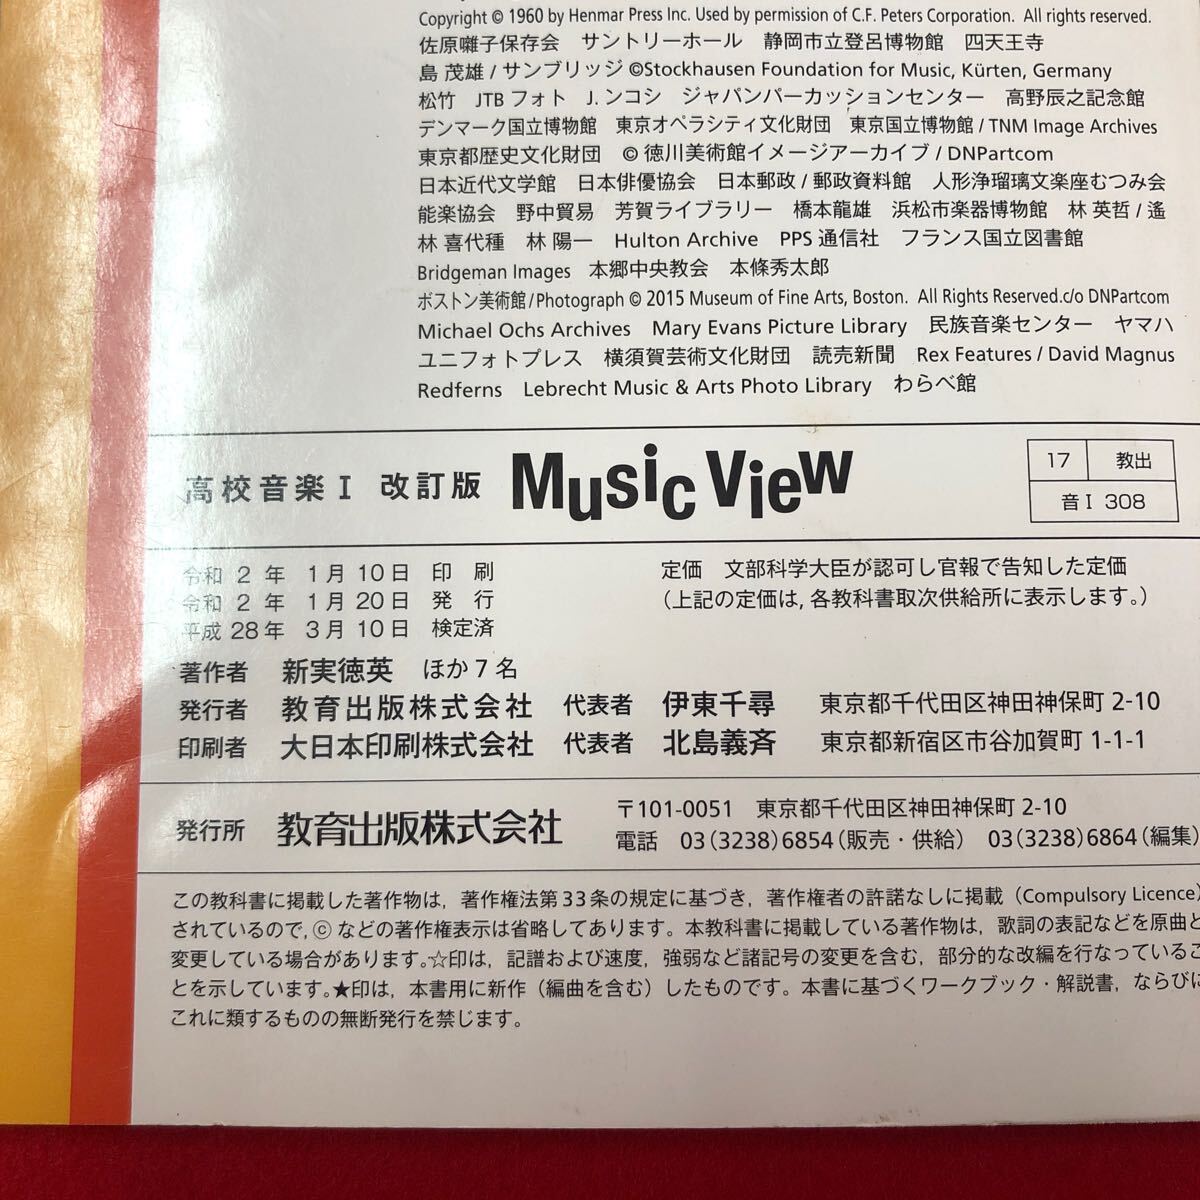 Copyright © 1960 by Henmar Press Inc. Used by permission of C.F. Peters Corporation. All rights reserved.
佐原囃子保存会　サントリーホール　静岡市立登呂博物館　四天王寺
島 茂雄 / サンブリッジ ©Stockhausen Foundation for Music, Kürten, Germany
松竹　JTB フォト　J. ンコシ　ジャパンパーカッションセンター　高野辰之記念館
デンマーク国立博物館　東京オペラシティ文化財団　東京国立博物館 / TNM Image Archives
東京都歴史文化財団　© 徳川美術館イメージアーカイブ / DNPartcom
日本近代文学館　日本俳優協会　日本郵政 / 郵政資料館　人形浄瑠璃文楽座むつみ会
能楽協会　野中貿易　芳賀ライブラリー　橋本龍雄　浜松市楽器博物館　林 英哲 / 遙
林 喜代種　林 陽一　Hulton Archive　PPS 通信社　フランス国立図書館
Bridgeman Images　本郷中央教会　本條秀太郎
ボストン美術館 / Photograph © 2015 Museum of Fine Arts, Boston. All Rights Reserved.c/o DNPartcom
Michael Ochs Archives　Mary Evans Picture Library　民族音楽センター　ヤマハ
ユニフォトプレス　横須賀芸術文化財団　読売新聞　Rex Features / David Magnus
Redferns　Lebrecht Music & Arts Photo Library　わらべ館
高校音楽Ⅰ 改訂版 Music View
17 教出
音Ⅰ 308
令和 2 年 1 月 10 日 印 刷
令和 2 年 1 月 20 日 発 行
平成 28 年 3 月 10 日 検定済
定価　文部科学大臣が認可し官報で告知した定価
（上記の定価は, 各教科書取次供給所に表示します。）
著作者　新実徳英　ほか 7 名
発行者　教育出版株式会社　代表者　伊東千尋　東京都千代田区神田神保町 2-10
印刷者　大日本印刷株式会社　代表者　北島義斉　東京都新宿区市谷加賀町 1-1-1
発行所　教育出版株式会社
〒101-0051　東京都千代田区神田神保町 2-10
電話　03(3238)6854（販売・供給）　03(3238)6864（編集）
この教科書に掲載した著作物は，著作権法第 33 条の規定に基づき，著作権者の許諾なしに掲載（Compulsory Licence）
されているので, ⓒ などの著作権表示は省略してあります。本教科書に掲載している著作物は，歌詞の表記などを原曲と
変更している場合があります。☆印は，記譜および速度，強弱など諸記号の変更を含む，部分的な改編を行なっているこ
とを示しています。★印は，本書用に新作（編曲を含む）したものです。本書に基づくワークブック・解説書，ならびに
これに類するものの無断発行を禁じます。